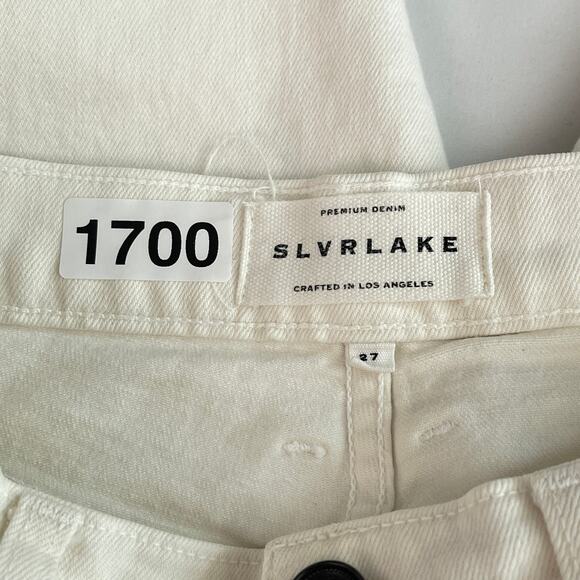 1700
PREMIUM DENIM
SLVRLAKE
CRAFTED IN LOS ANGELES
27